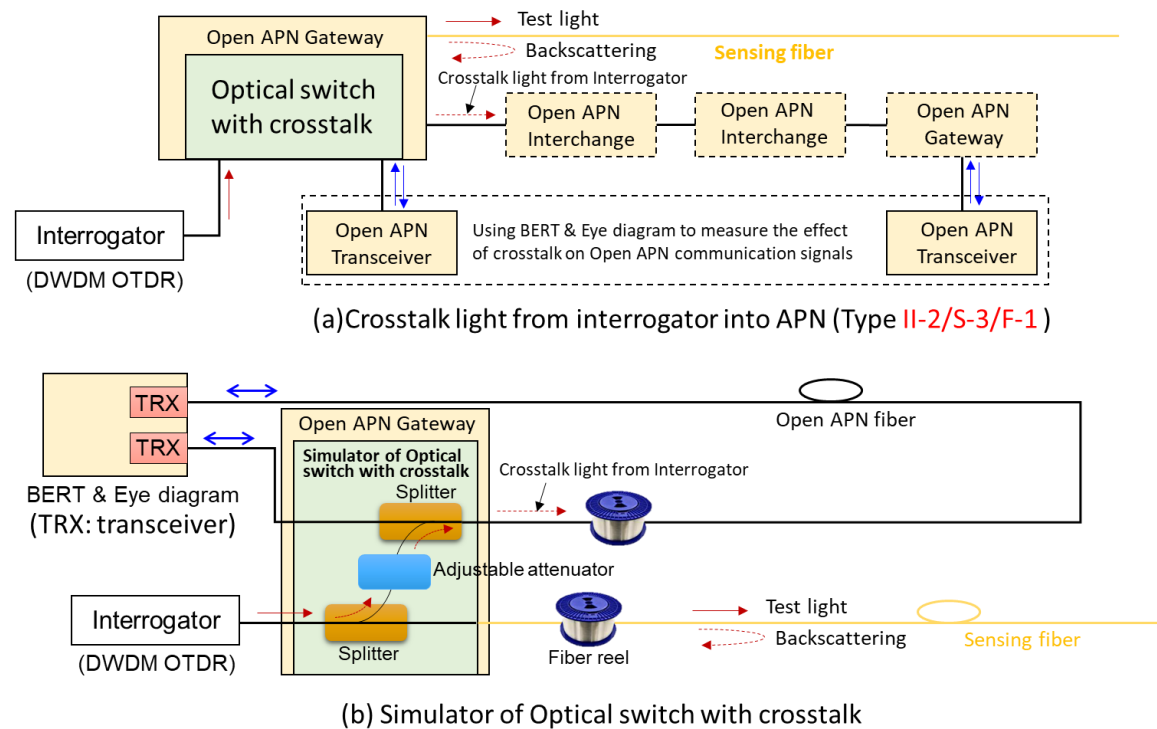 Open APN Gateway
Test light
Backscattering
Sensing fiber
Optical switch
with crosstalk
Crosstalk light from Interrogator
Open APN
Interchange
Open APN
Interchange
Open APN
Gateway
Interrogator
(DWDM OTDR)
Open APN
Transceiver
Using BERT & Eye diagram to measure the effect
of crosstalk on Open APN communication signals
Open APN
Transceiver
(a)Crosstalk light from interrogator into APN (Type II-2/S-3/F-1 )
TRX
TRX
BERT & Eye diagram
(TRX: transceiver)
Open APN fiber
Open APN Gateway
Simulator of Optical
switch with crosstalk
Splitter
Crosstalk light from Interrogator
Adjustable attenuator
Interrogator
(DWDM OTDR)
Splitter
Fiber reel
Test light
Backscattering
Sensing fiber
(b) Simulator of Optical switch with crosstalk